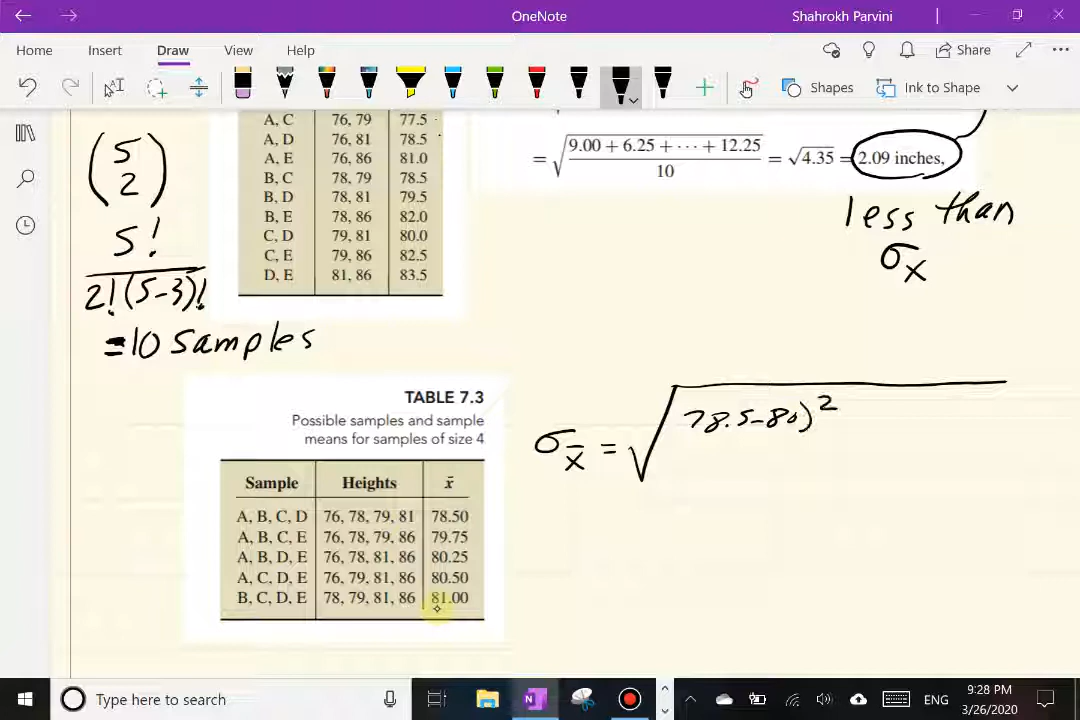 OneNote
Shahrokh Parvini
Home Insert Draw View Help
Share
Shapes
Ink to Shape
A, C 76, 79 77.5
A, D 76, 81 78.5
A, E 76, 86 81.0
B, C 78, 79 78.5
B, D 78, 81 79.5
B, E 78, 86 82.0
C, D 79, 81 80.0
C, E 79, 86 82.5
D, E 81, 86 83.5
(5
2)
5!
2!(5-3)!
=10 Samples
= √ 9.00 + 6.25 + ··· + 12.25
10
= √4.35 = 2.09 inches,
less than
σx
TABLE 7.3
Possible samples and sample
means for samples of size 4
Sample Heights x̄
A, B, C, D 76, 78, 79, 81 78.50
A, B, C, E 76, 78, 79, 86 79.75
A, B, D, E 76, 78, 81, 86 80.25
A, C, D, E 76, 79, 81, 86 80.50
B, C, D, E 78, 79, 81, 86 81.00
σx̄ = √ 78.5-80)²
Type here to search
ENG
9:28 PM
3/26/2020